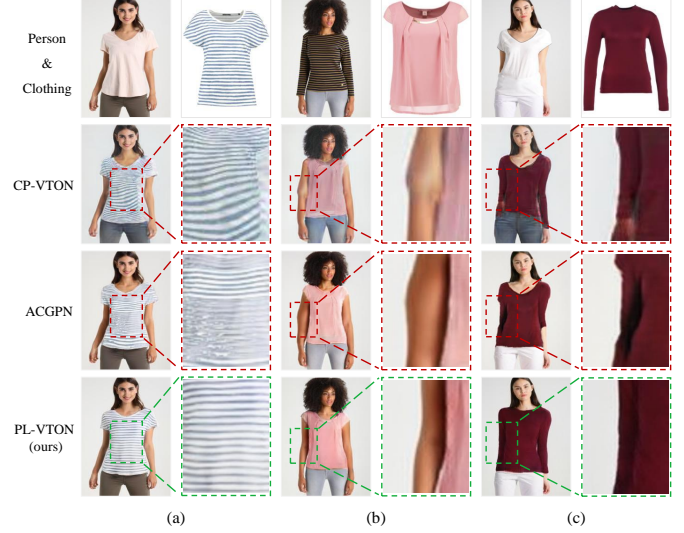 Person
&
Clothing
CP-VTON
ACGPN
PL-VTON
(ours)
(a)
(b)
(c)